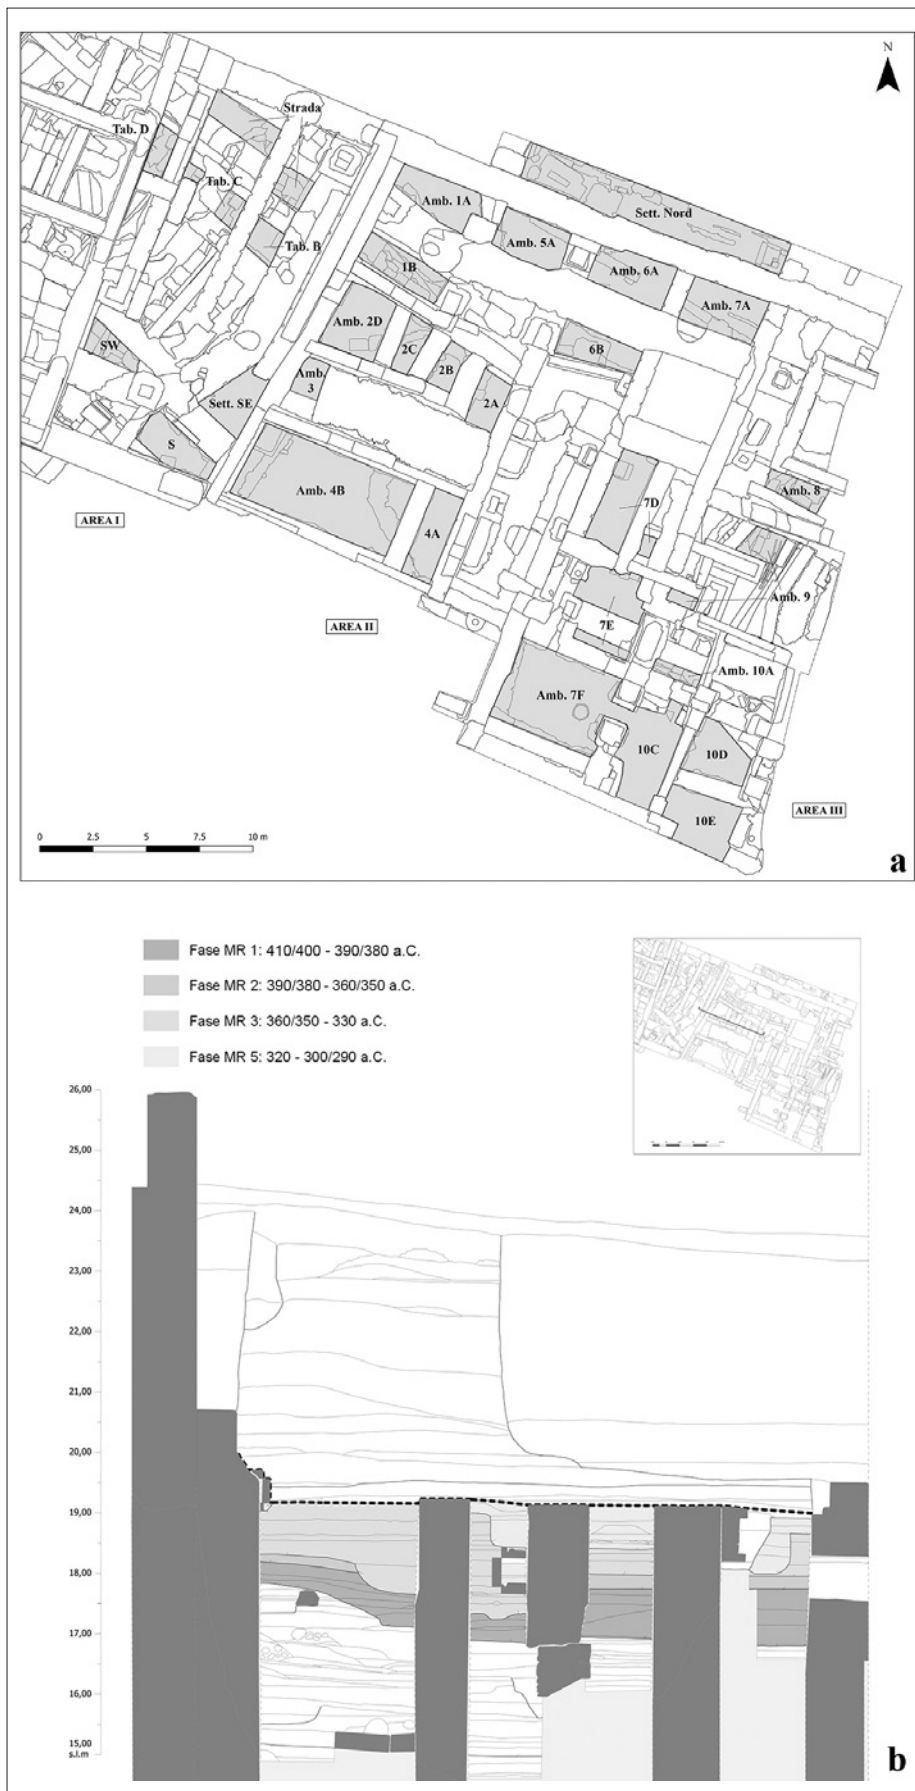 N
Strada
Tab. D
Tab. C
Tab. B
Amb. 1A
Sett. Nord
Amb. 5A
1B
Amb. 6A
Amb. 7A
Amb. 2D
2C
6B
SW
Amb.
3
2B
Sett. SE
2A
S
Amb. 4B
Amb. 8
7D
AREA I
4A
Amb. 9
AREA II
7E
Amb. 10A
Amb. 7F
10C
10D
AREA III
10E
0 2.5 5 7.5 10 m
a
Fase MR 1: 410/400 - 390/380 a.C.
Fase MR 2: 390/380 - 360/350 a.C.
Fase MR 3: 360/350 - 330 a.C.
Fase MR 5: 320 - 300/290 a.C.
26,00
25,00
24,00
23,00
22,00
21,00
20,00
19,00
18,00
17,00
16,00
15,00
s.l.m
b